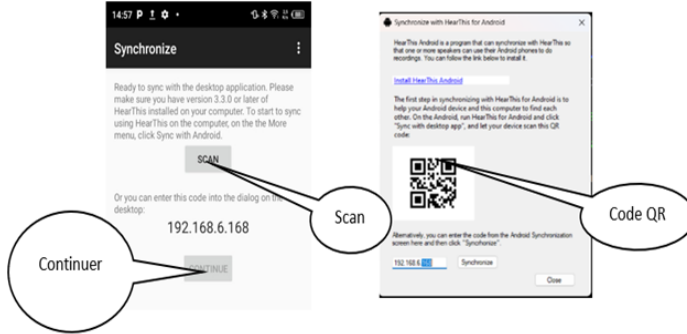 14:57 P
Synchronize
Ready to sync with the desktop application. Please
make sure you have version 3.3.0 or later of
HearThis installed on your computer. To start to sync
using HearThis on the computer, on the the More
menu, click Sync with Android.
SCAN
Or you can enter this code into the dialog on the
desktop:
192.168.6.168
CONTINUE
Scan
Continuer
Synchronize with HearThis for Android
HearThis Android is a program that can synchronize with HearThis so
that one or more speakers can use their Android phones to do
recordings. You can follow the link below to install it.
Install HearThis Android
The first step in synchronizing with HearThis for Android is to
help your Android device and this computer to find each
other. On the Android, run HearThis for Android and click
"Sync with desktop app", and let your device scan this QR
code:
Code QR
Alternatively, you can enter the code from the Android Synchronization
screen here and then click "Synchonize".
192.168.6.168
Synchronize
Close